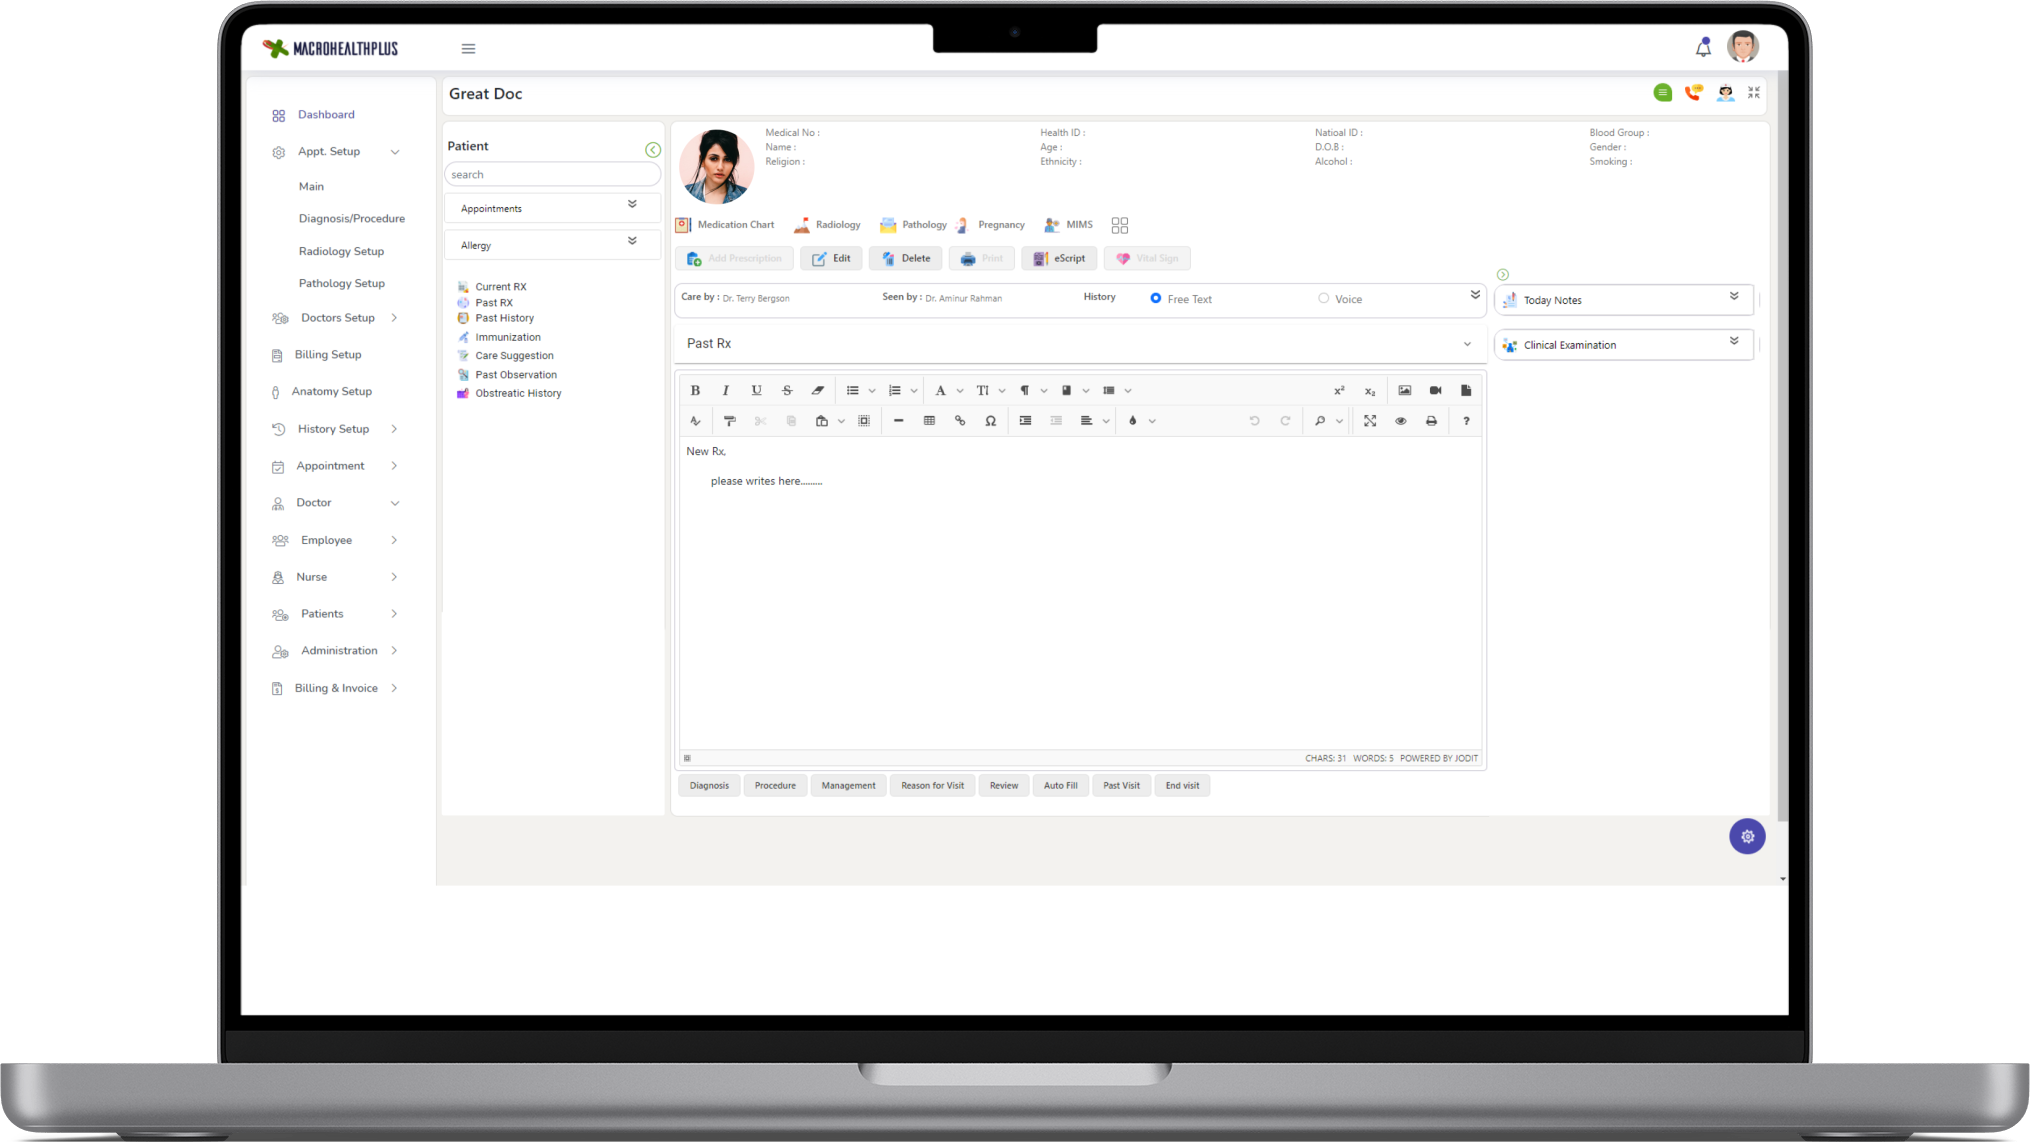 MACROHEALTHPLUS
Great Doc
Dashboard
Appt. Setup
Main
Diagnosis/Procedure
Radiology Setup
Pathology Setup
Doctors Setup
Billing Setup
Anatomy Setup
History Setup
Appointment
Doctor
Employee
Nurse
Patients
Administration
Billing & Invoice
Patient
search
Appointments
Allergy
Current RX
Past RX
Past History
Immunization
Care Suggestion
Past Observation
Obstreatic History
Medical No : Health ID : Natioal ID : Blood Group :
Name : Age : D.O.B : Gender :
Religion : Ethnicity : Alcohol : Smoking :
Medication Chart Radiology Pathology Pregnancy MIMS
Add Prescription Edit Delete Print eScript Vital Sign
Care by : Dr. Terry Bergson Seen by : Dr. Aminur Rahman History Free Text Voice
Past Rx
New Rx,
please writes here.........
CHARS: 31 WORDS: 5 POWERED BY JODIT
Diagnosis Procedure Management Reason for Visit Review Auto Fill Past Visit End visit
Today Notes
Clinical Examination